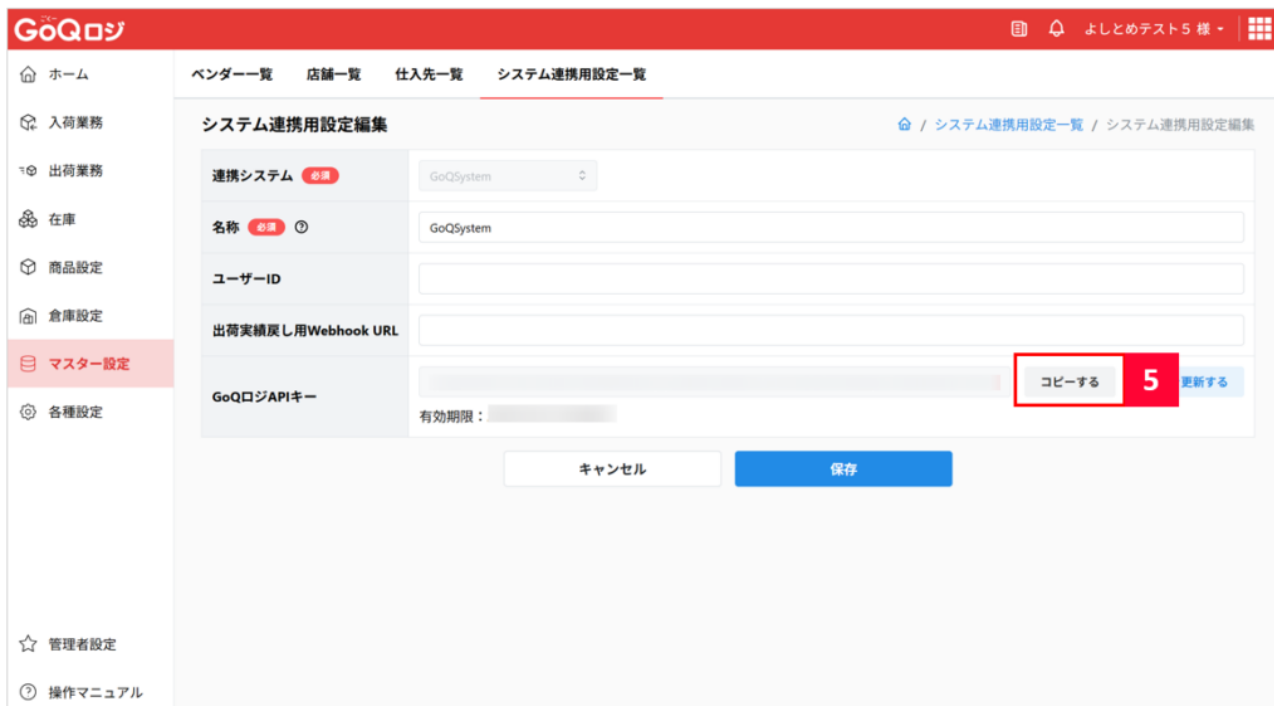 ごくー
GoQロジ
よしとめテスト５ 様
ホーム
入荷業務
出荷業務
在庫
商品設定
倉庫設定
マスター設定
各種設定
管理者設定
操作マニュアル
ベンダー一覧 店舗一覧 仕入先一覧 システム連携用設定一覧
システム連携用設定編集
/ システム連携用設定一覧 / システム連携用設定編集
連携システム 必須 GoQSystem
名称 必須 GoQSystem
ユーザーID
出荷実績戻し用Webhook URL
GoQロジAPIキー コピーする 5 更新する
有効期限：
キャンセル 保存